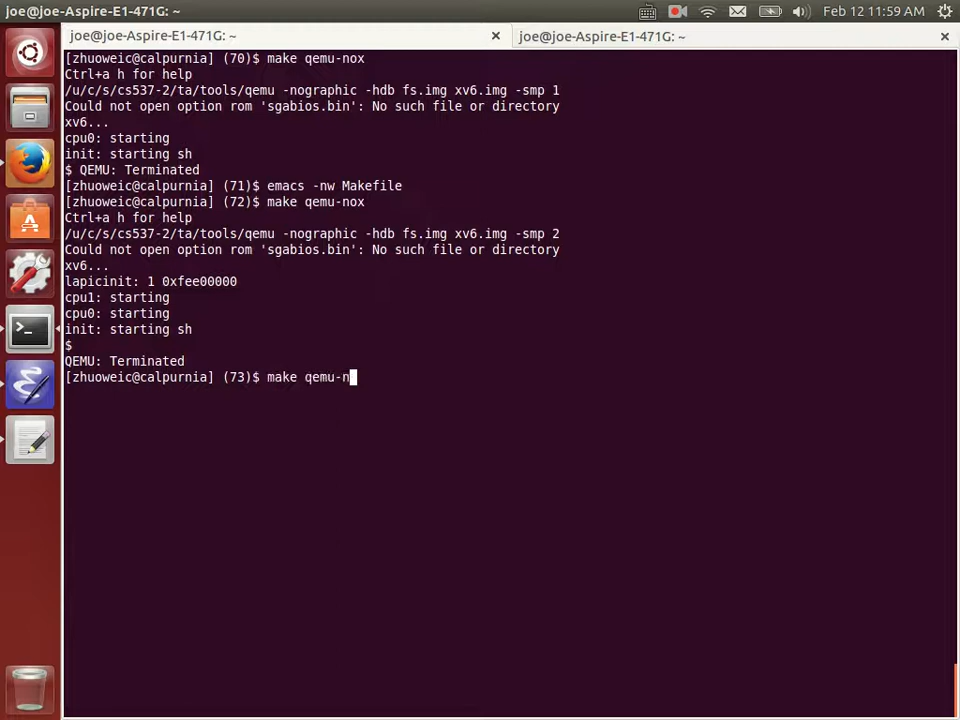 joe@joe-Aspire-E1-471G: ~
Feb 12 11:59 AM
joe@joe-Aspire-E1-471G: ~
joe@joe-Aspire-E1-471G: ~
[zhuoweic@calpurnia] (70)$ make qemu-nox
Ctrl+a h for help
/u/c/s/cs537-2/ta/tools/qemu -nographic -hdb fs.img xv6.img -smp 1
Could not open option rom 'sgabios.bin': No such file or directory
xv6...
cpu0: starting
init: starting sh
$ QEMU: Terminated
[zhuoweic@calpurnia] (71)$ emacs -nw Makefile
[zhuoweic@calpurnia] (72)$ make qemu-nox
Ctrl+a h for help
/u/c/s/cs537-2/ta/tools/qemu -nographic -hdb fs.img xv6.img -smp 2
Could not open option rom 'sgabios.bin': No such file or directory
xv6...
lapicinit: 1 0xfee00000
cpu1: starting
cpu0: starting
init: starting sh
$
QEMU: Terminated
[zhuoweic@calpurnia] (73)$ make qemu-n